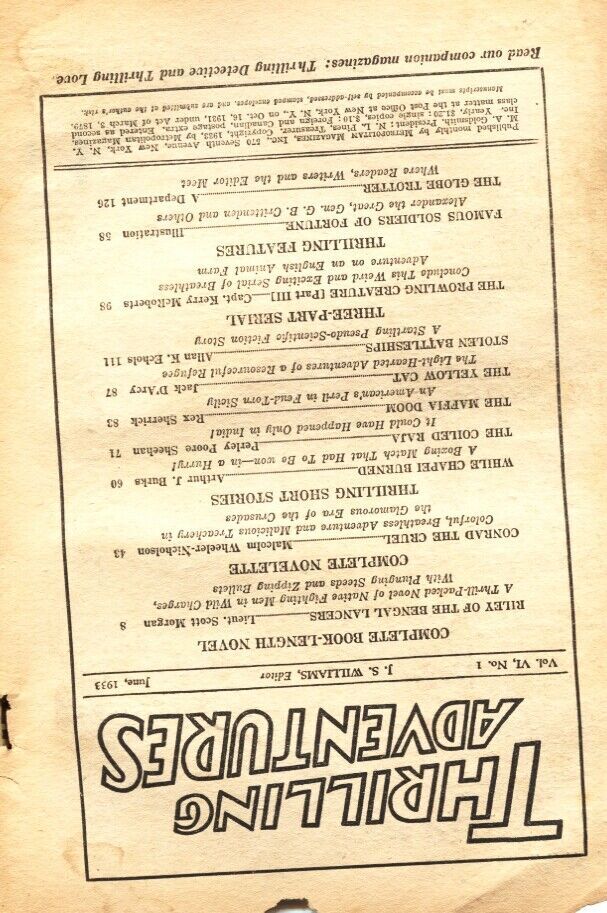 THRILLING
ADVENTURES
Vol. VI, No. 1 J. S. WILLIAMS, Editor June, 1933
COMPLETE BOOK-LENGTH NOVEL
RILEY OF THE BENGAL LANCERS Lieut. Scott Morgan 8
A Thrill-Packed Novel of Native Fighting Men in Wild Charges,
With Plunging Steeds and Zipping Bullets
COMPLETE NOVELETTE
CONRAD THE CRUEL Malcolm Wheeler-Nicholson 43
Colorful, Breathless Adventure and Malicious Treachery in
the Glamorous Era of the Crusades
THRILLING SHORT STORIES
WHILE CHAPEI BURNED Arthur J. Burks 60
A Boxing Match That Had To Be won—in a Hurry!
THE COILED RAJA Perley Poore Sheehan 71
It Could Have Happened in Only India!
THE MAFFIA DOOM Rex Sherrick 83
An American's Peril in Feud-Torn Sicily
THE YELLOW CAT Jack D'Arcy 87
The Light-Hearted Adventures of a Resourceful Refugee
STOLEN BATTLESHIPS Allan K. Echols 111
A Startling Pseudo-Scientific Fiction Story
THREE-PART SERIAL
THE PROWLING CREATURE [Part III]—Capt. Kerry McRoberts 98
Conclude This Weird and Exciting Serial of Breathless
Adventure on an English Animal Farm
THRILLING FEATURES
FAMOUS SOLDIERS OF FORTUNE Illustration 58
Alexander the Great, Gen. G. B. Crittenden and Others
THE GLOBE TROTTER A Department 126
Where Readers and Writers and the Editor Meet
Published monthly by METROPOLITAN MAGAZINES, Inc., 570 Seventh Avenue, New York, N. Y.
M. A. Goldsmith, President; N. L. Pines, Treasurer. Copyright, 1933, by Metropolitan Magazines,
Inc. Yearly, $1.20; single copies, $.10; Foreign and Canadian, postage extra. Entered as second
class matter at the Post Office at New York, N. Y., on Oct. 16, 1931, under Act of March 3, 1879.
Manuscripts must be accompanied by self-addressed, stamped envelopes, and are submitted at the author's risk.
Read our companion magazines: Thrilling Detective and Thrilling Love.